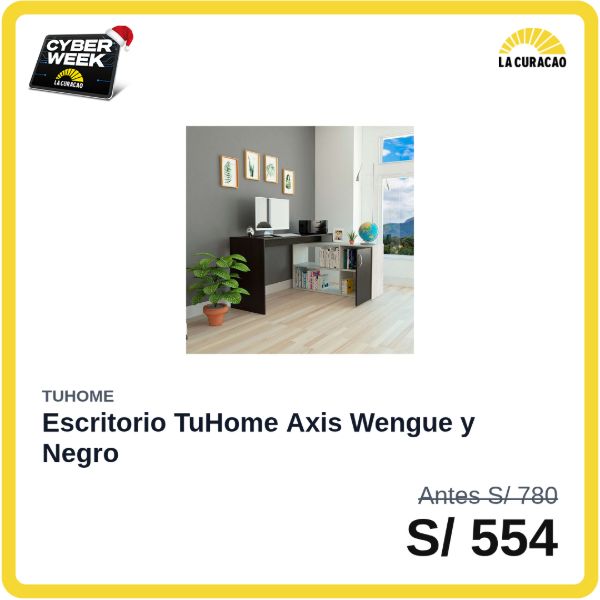 CYBER
WEEK
LA CURACAO
LA CURACAO
TUHOME
Escritorio TuHome Axis Wengue y
Negro
Antes S/ 780
S/ 554